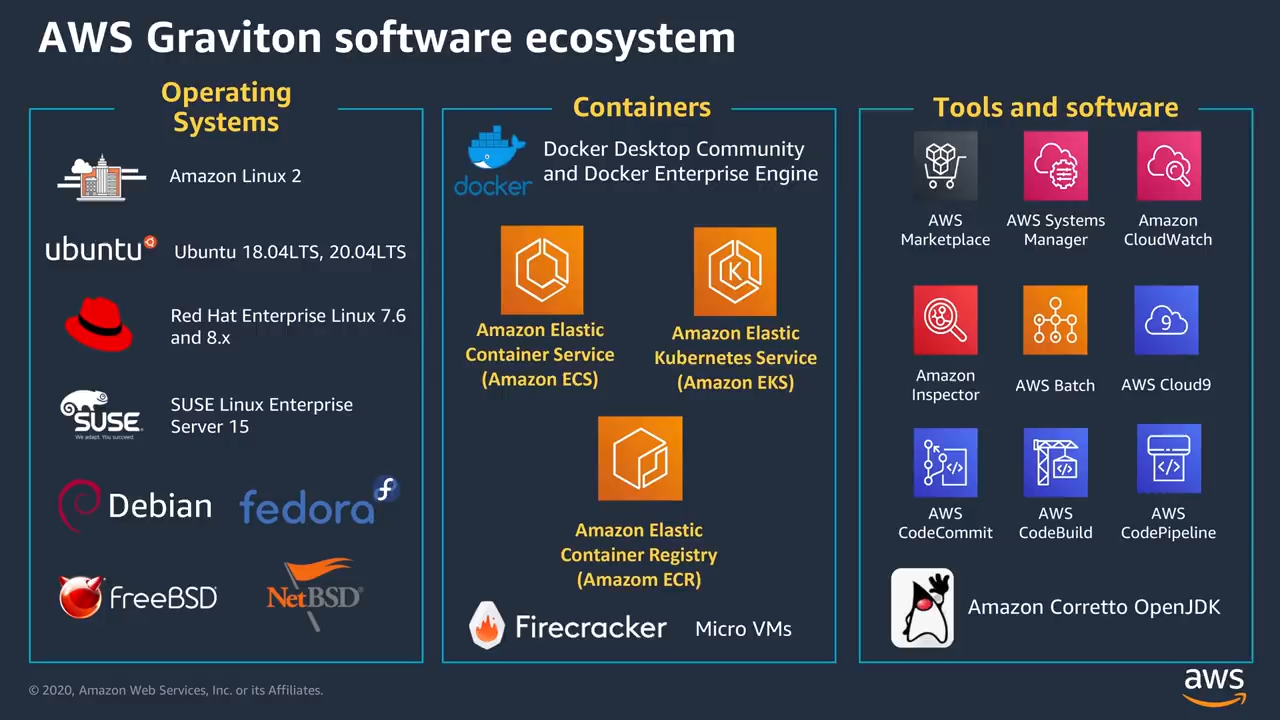 AWS Graviton software ecosystem
Operating
Systems
Amazon Linux 2
ubuntu
Ubuntu 18.04LTS, 20.04LTS
Red Hat Enterprise Linux 7.6
and 8.x
SUSE
We adapt. You succeed.
SUSE Linux Enterprise
Server 15
Debian
fedora
FreeBSD
NetBSD
Containers
docker
Docker Desktop Community
and Docker Enterprise Engine
K
Amazon Elastic
Container Service
(Amazon ECS)
Amazon Elastic
Kubernetes Service
(Amazon EKS)
Amazon Elastic
Container Registry
(Amazom ECR)
Firecracker
Micro VMs
Tools and software
AWS
Marketplace
AWS Systems
Manager
Amazon
CloudWatch
9
Amazon
Inspector
AWS Batch
AWS Cloud9
AWS
CodeCommit
AWS
CodeBuild
AWS
CodePipeline
Amazon Corretto OpenJDK
© 2020, Amazon Web Services, Inc. or its Affiliates.
aws